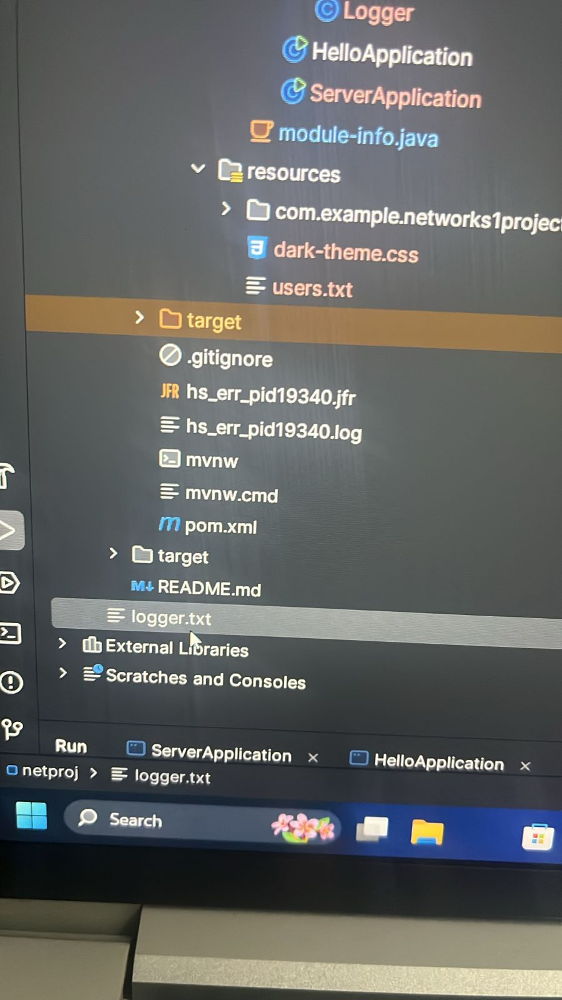 Logger
HelloApplication
ServerApplication
module-info.java
resources
com.example.networks1project
dark-theme.css
users.txt
target
.gitignore
JFR hs_err_pid19340.jfr
hs_err_pid19340.log
mvnw
mvnw.cmd
m pom.xml
target
M↓ README.md
logger.txt
External Libraries
Scratches and Consoles
Run ServerApplication × HelloApplication ×
netproj > logger.txt
Search